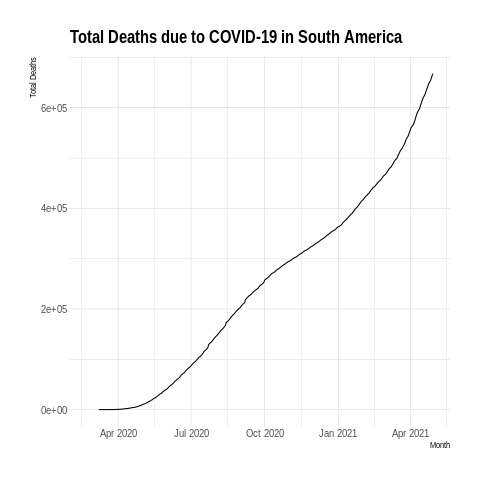 Total Deaths due to COVID-19 in South America
Total Deaths
6e+05
4e+05
2e+05
0e+00
Apr 2020 Jul 2020 Oct 2020 Jan 2021 Apr 2021
Month